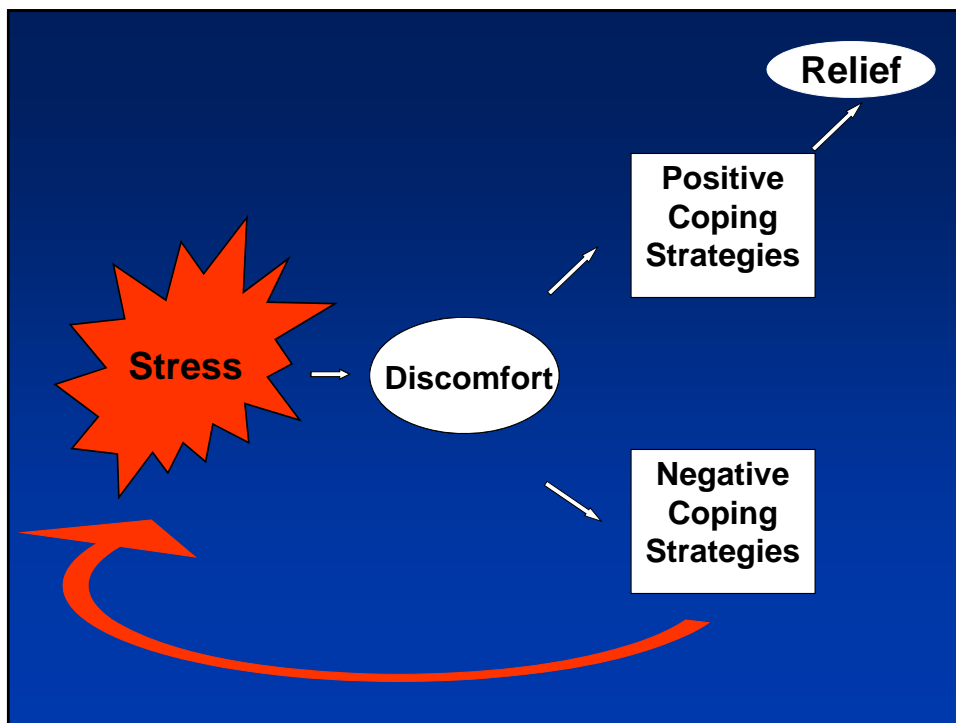 Relief
Positive
Coping
Strategies
Stress
Discomfort
Negative
Coping
Strategies